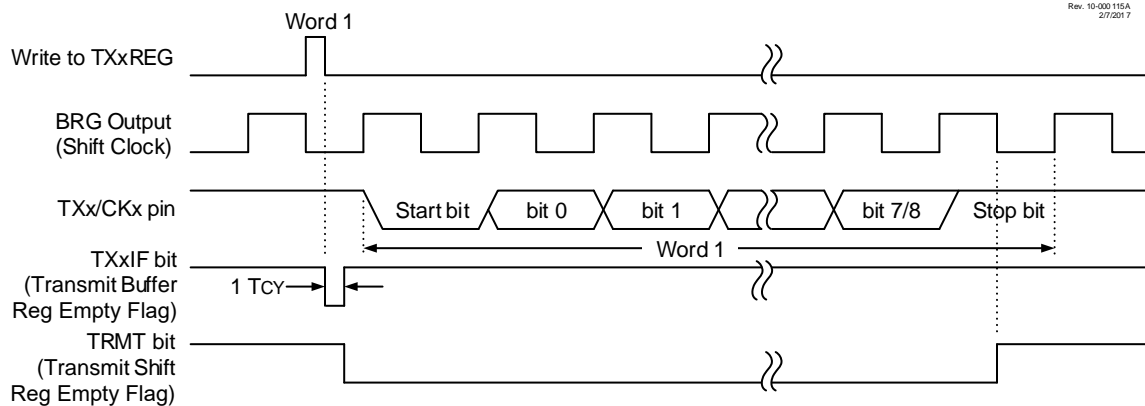 Rev. 10-000 115A
2/7/201 7
Word 1
Write to TXxREG
BRG Output
(Shift Clock)
TXx/CKx pin
Start bit
bit 0
bit 1
bit 7/8
Stop bit
Word 1
TXxIF bit
(Transmit Buffer
Reg Empty Flag)
1 TCY
TRMT bit
(Transmit Shift
Reg Empty Flag)